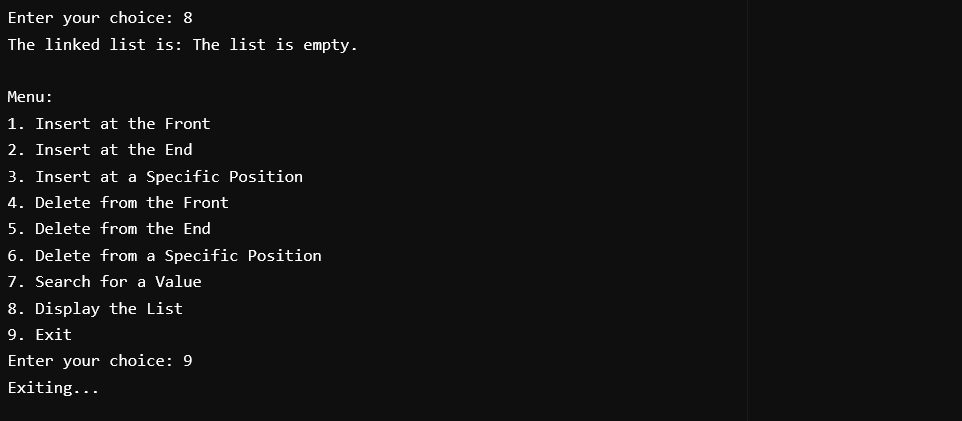 Enter your choice: 8
The linked list is: The list is empty.
Menu:
1. Insert at the Front
2. Insert at the End
3. Insert at a Specific Position
4. Delete from the Front
5. Delete from the End
6. Delete from a Specific Position
7. Search for a Value
8. Display the List
9. Exit
Enter your choice: 9
Exiting...